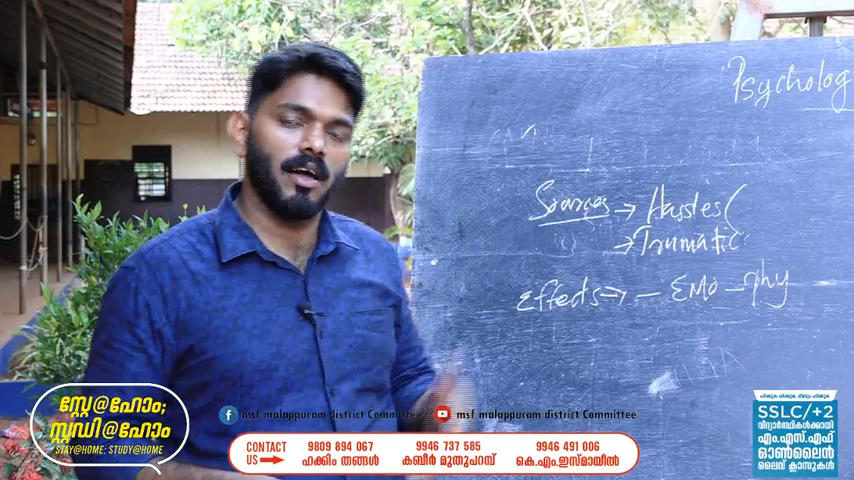 Psycholog
Sources → Hassles (
→ Trumatic
Effects → — EMO — Phy
സ്റ്റേ@ഹോം;
സ്റ്റഡി@ഹോം
STAY@HOME: STUDY@HOME
msf malappuram district Committee
msf malappuram district Committee
CONTACT US
9809 894 067
ഹക്കീം തങ്ങൾ
9946 737 585
കബീർ മുതുപറമ്പ്
9946 491 006
കെ.എം.ഇസ്മായീൽ
SSLC/+2
വിദ്യാർത്ഥികൾക്കായി
എം.എസ്.എഫ്
ഓൺലൈൻ
ലൈവ് ക്ലാസുകൾ